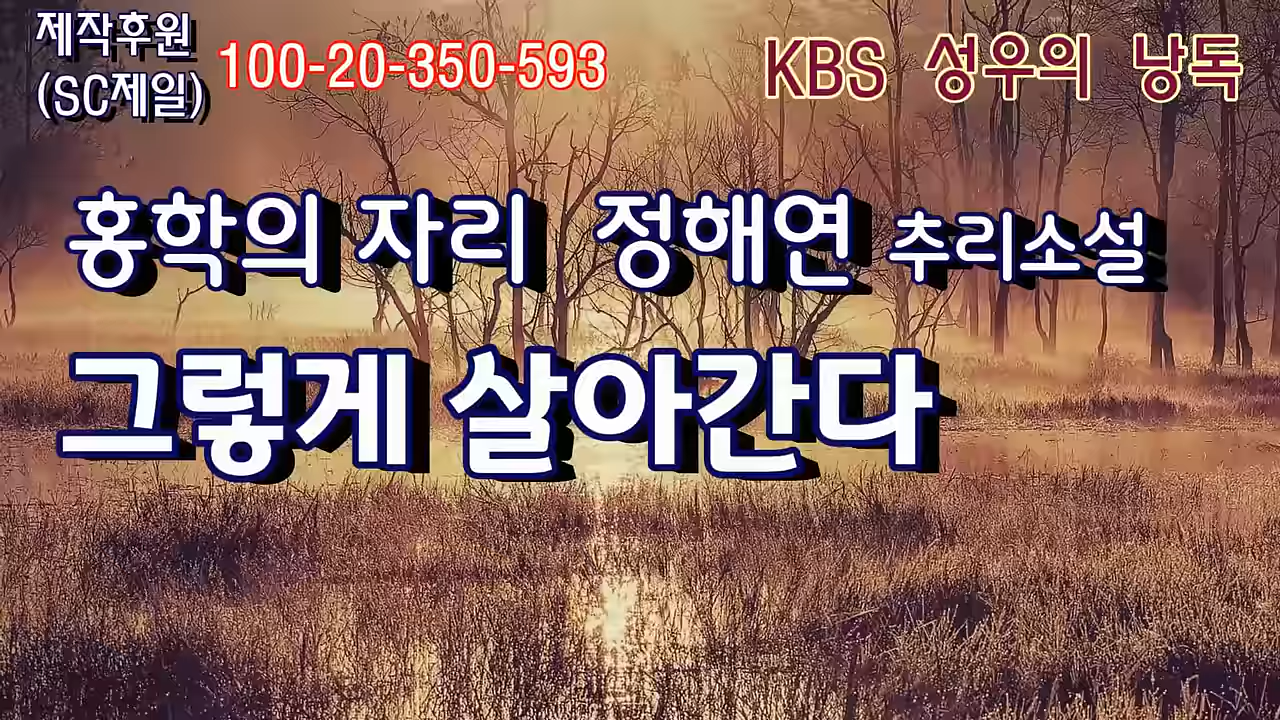 제작후원
(SC제일)
100-20-350-593
KBS 성우의 낭독
홍학의 자리 정해연 추리소설
그렇게 살아간다